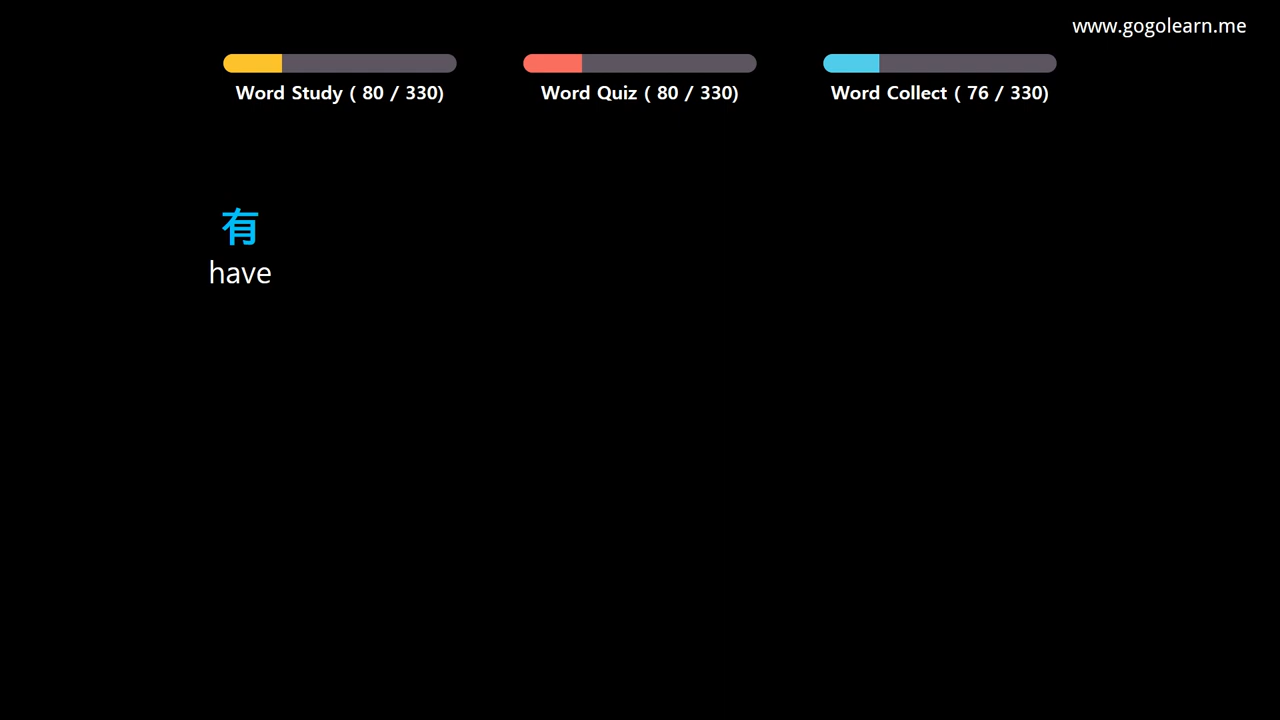 www.gogolearn.me
Word Study ( 80 / 330)
Word Quiz ( 80 / 330)
Word Collect ( 76 / 330)
有
have